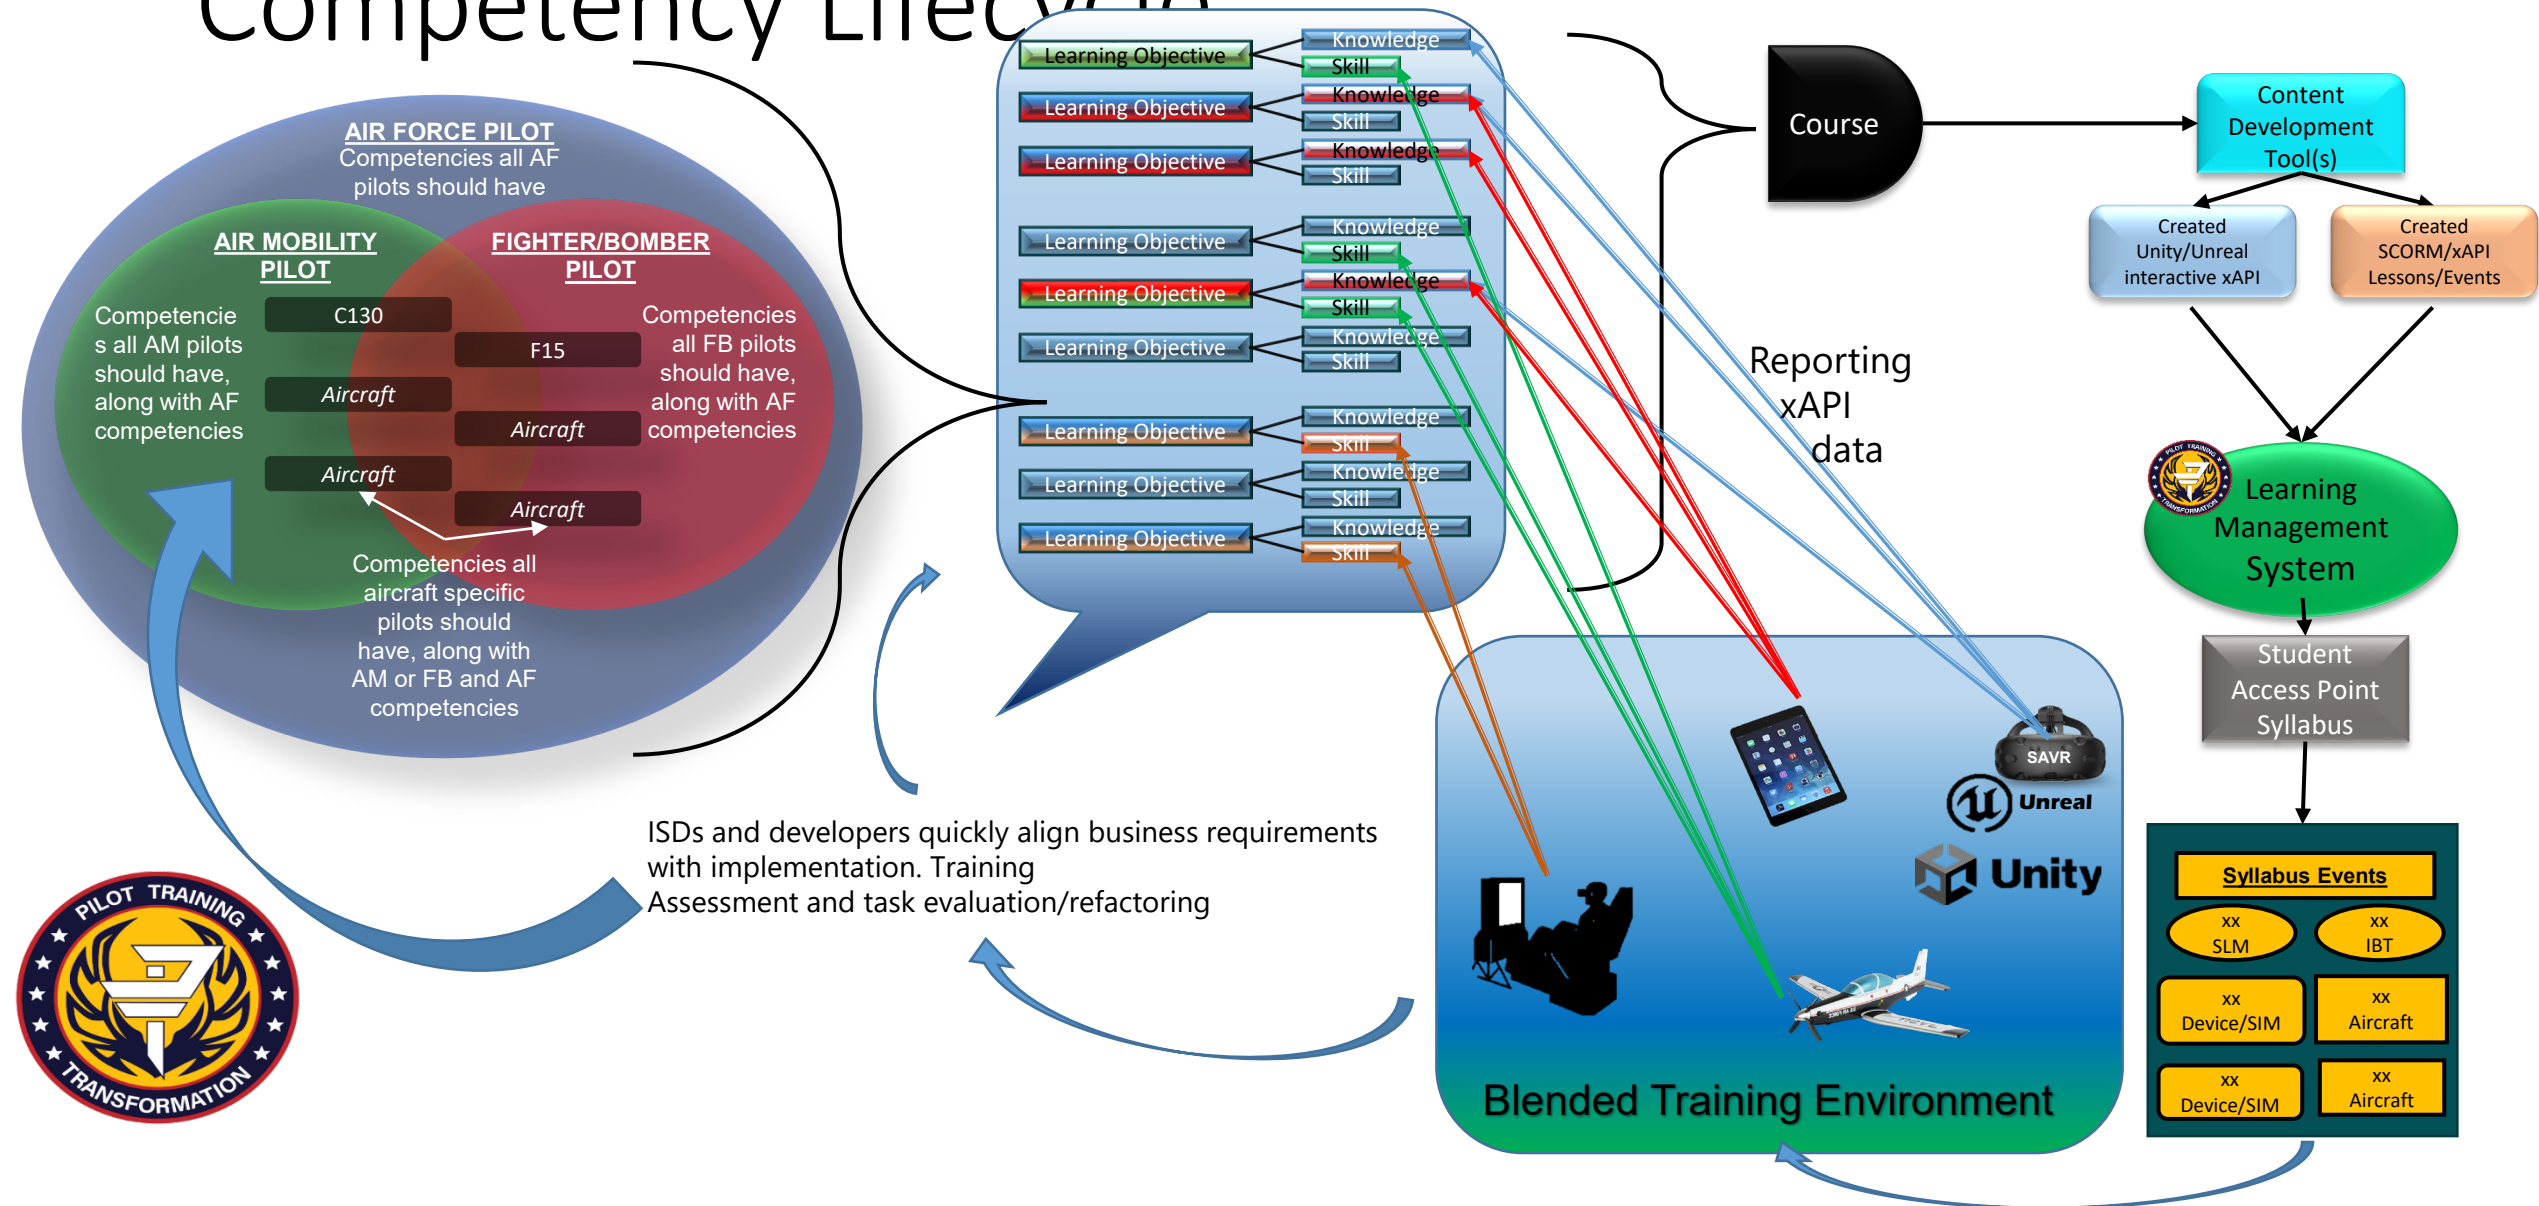 Competency Lifecycle
AIR FORCE PILOT
Competencies all AF
pilots should have
AIR MOBILITY
PILOT
FIGHTER/BOMBER
PILOT
Competencie
s all AM pilots
should have,
along with AF
competencies
C130
F15
Aircraft
Aircraft
Aircraft
Aircraft
Competencies
all FB pilots
should have,
along with AF
competencies
Competencies all
aircraft specific
pilots should
have, along with
AM or FB and AF
competencies
Learning Objective
Knowledge
Skill
Learning Objective
Knowledge
Skill
Learning Objective
Knowledge
Skill
Learning Objective
Knowledge
Skill
Learning Objective
Knowledge
Skill
Learning Objective
Knowledge
Skill
Learning Objective
Knowledge
Skill
Learning Objective
Knowledge
Skill
Learning Objective
Knowledge
Skill
Course
Reporting
xAPI
data
Content
Development
Tool(s)
Created
Unity/Unreal
interactive xAPI
Created
SCORM/xAPI
Lessons/Events
PILOT TRAINING
TRANSFORMATION
Learning
Management
System
Student
Access Point
Syllabus
Syllabus Events
xx
SLM
xx
IBT
xx
Device/SIM
xx
Aircraft
xx
Device/SIM
xx
Aircraft
SAVR
Unreal
Unity
Blended Training Environment
ISDs and developers quickly align business requirements
with implementation. Training
Assessment and task evaluation/refactoring
PILOT TRAINING
TRANSFORMATION